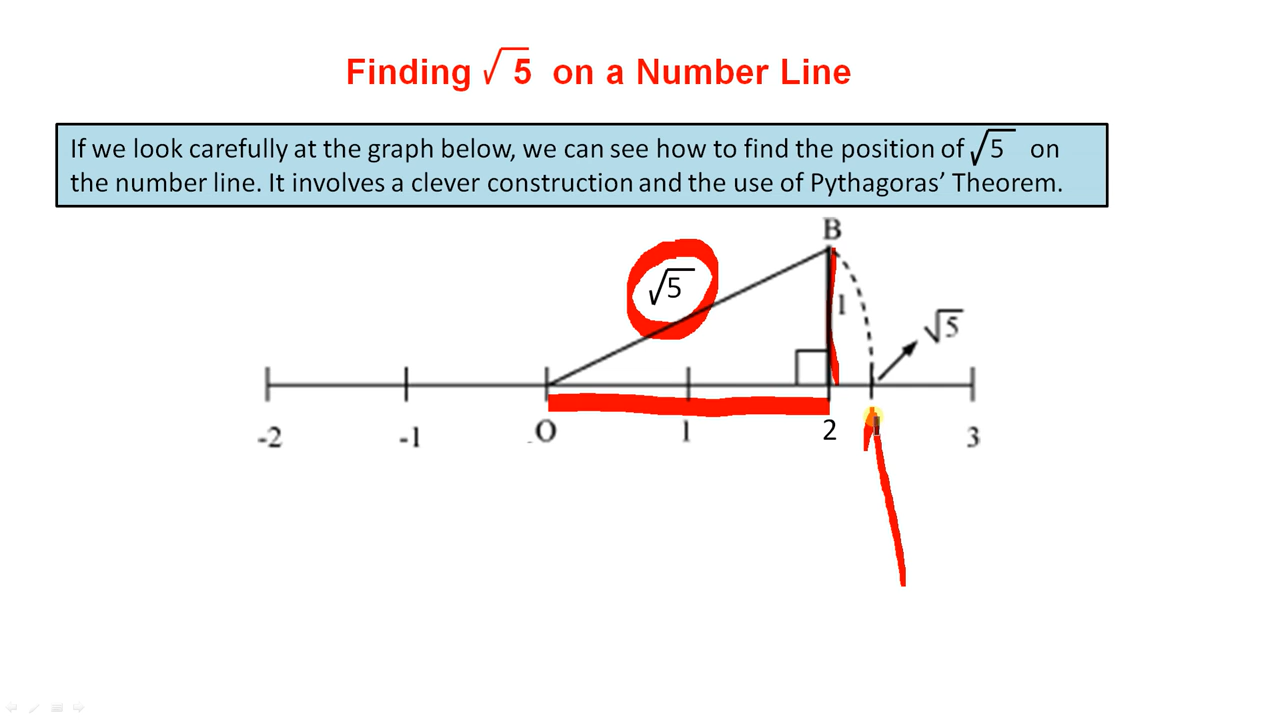 Finding √5 on a Number Line
If we look carefully at the graph below, we can see how to find the position of √5 on
the number line. It involves a clever construction and the use of Pythagoras’ Theorem.
B
√5
1
√5
-2 -1 O 1 2 3